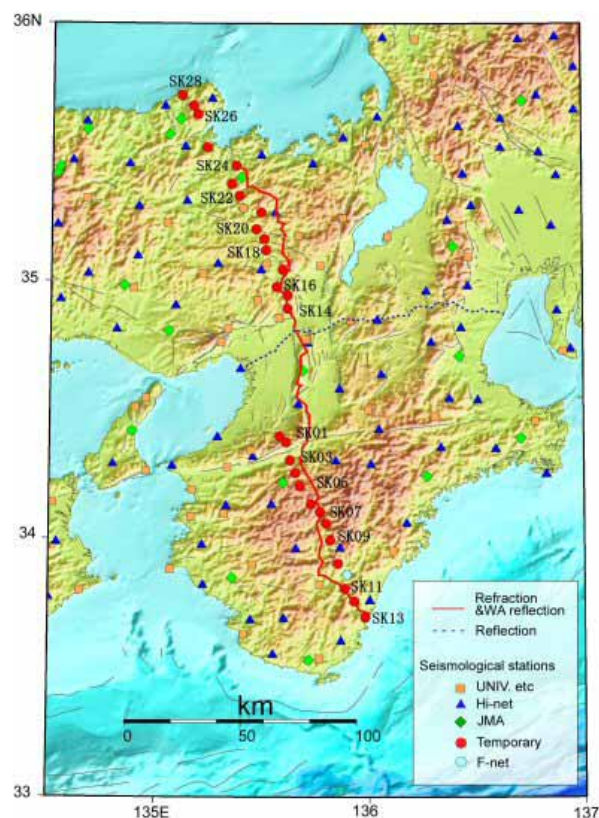 36N
SK28
SK26
SK24
SK22
SK20
SK18
35
SK16
SK14
SK01
SK03
SK05
SK07
34
SK09
SK11
SK13
Refraction
&WA reflection
Reflection
Seismological stations
UNIV. etc
Hi-net
JMA
Temporary
F-net
km
0 50 100
33
135E 136 137